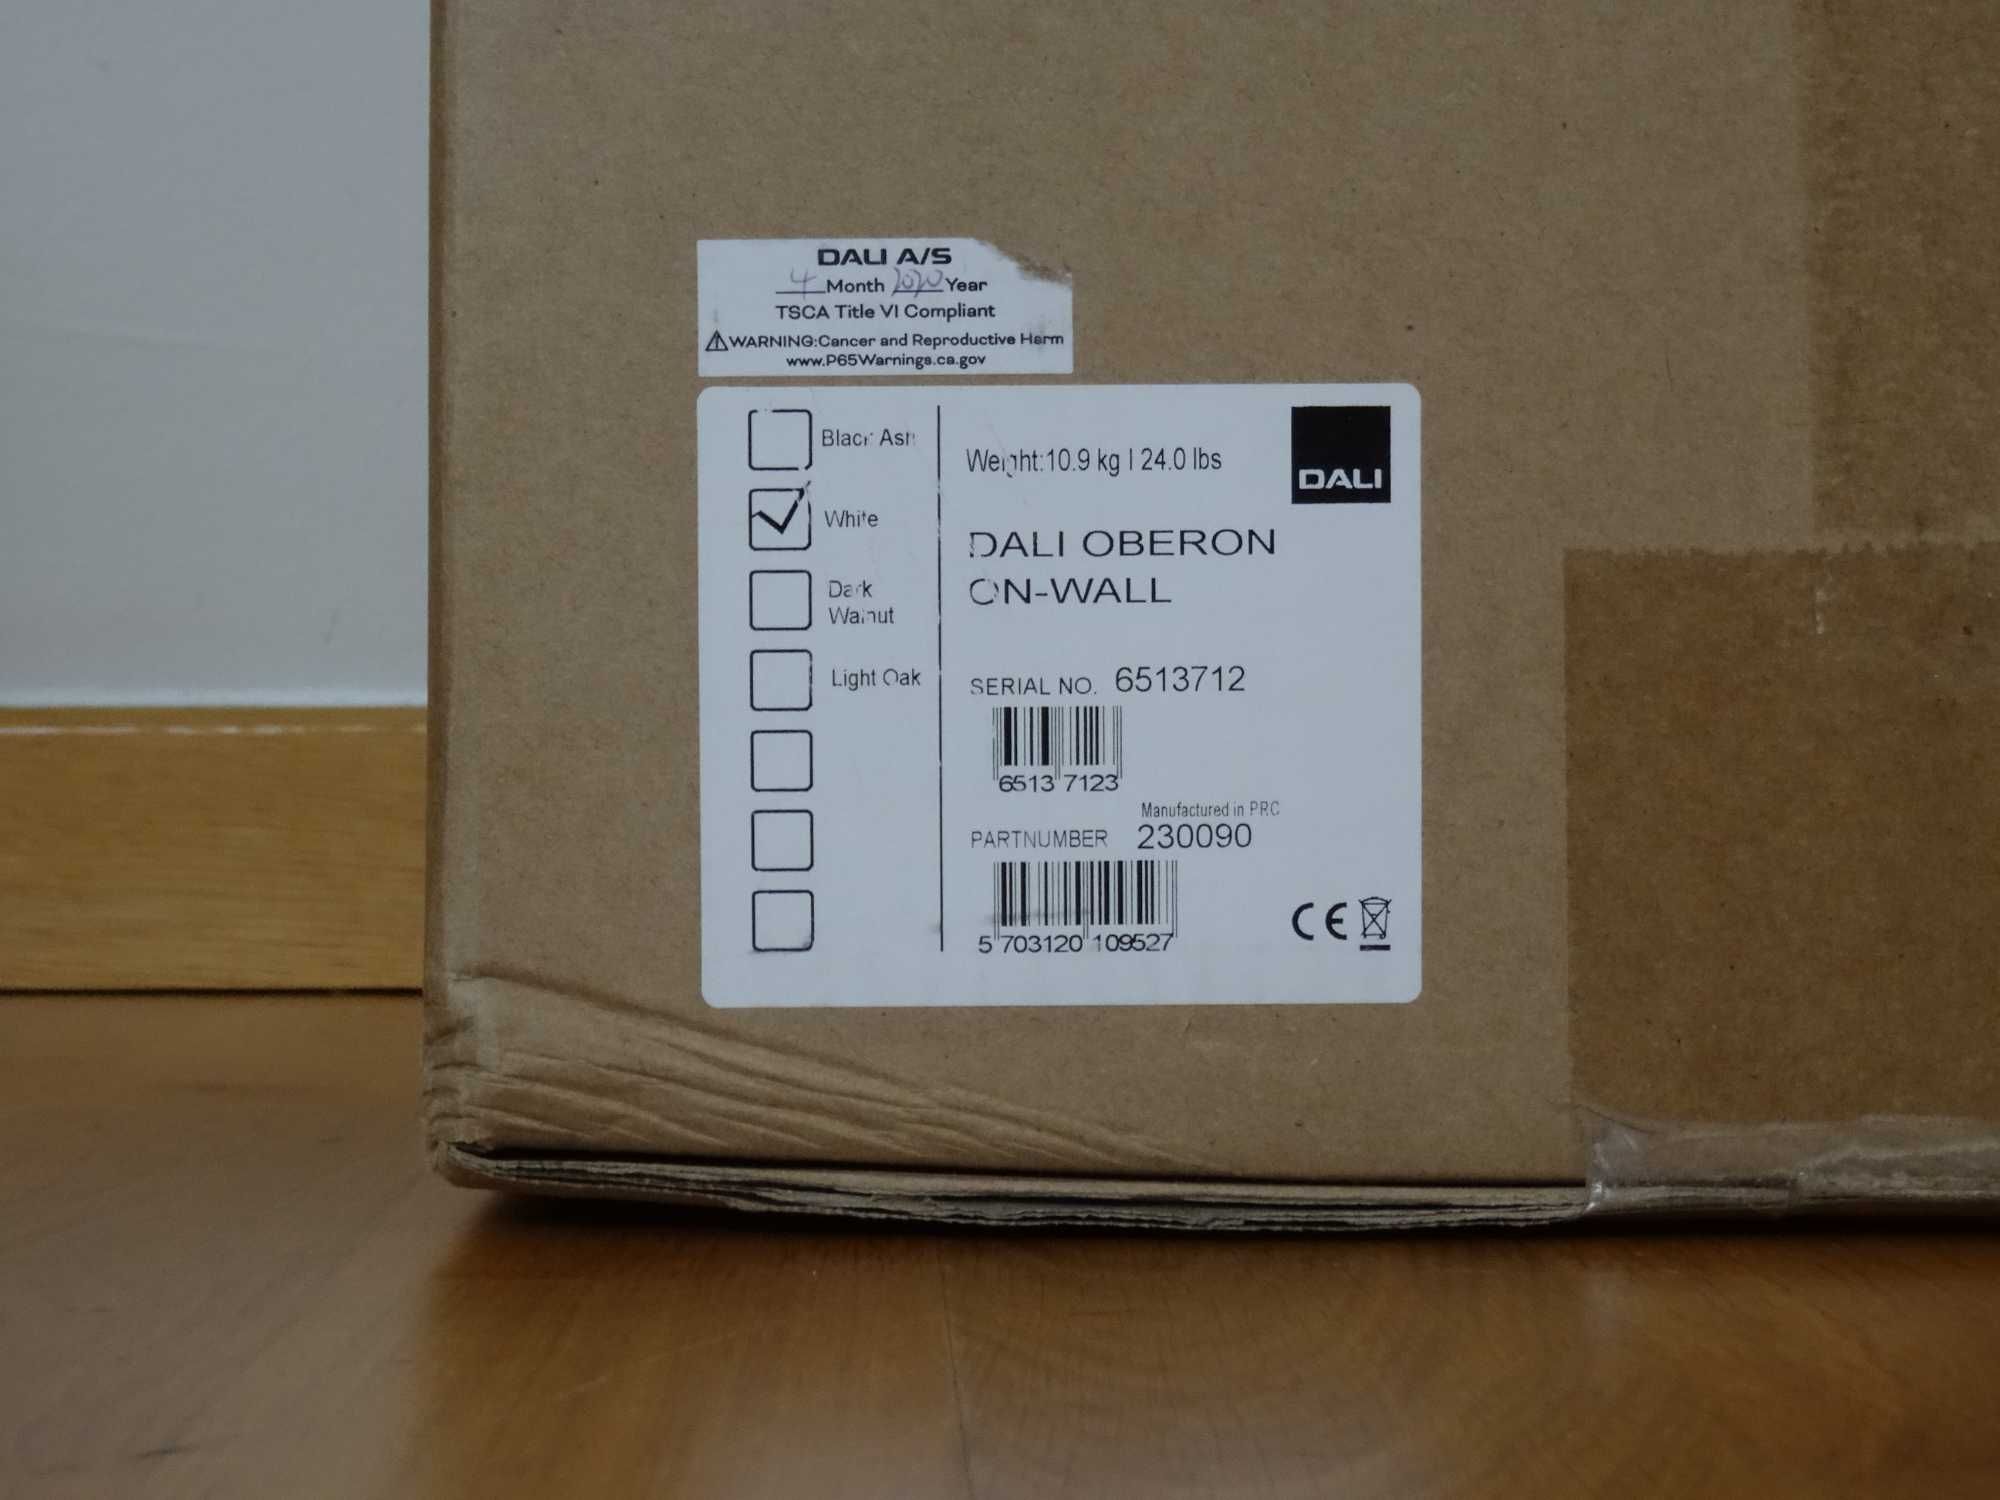 DALI A/S
4 Month 2020 Year
TSCA Title VI Compliant
WARNING:Cancer and Reproductive Harm
www.P65Warnings.ca.gov
Black Ash
White
Dark
Walnut
Light Oak
Weight:10.9 kg | 24.0 lbs
DALI
DALI OBERON
ON-WALL
SERIAL NO. 6513712
6513 7123
Manufactured in PRC
PARTNUMBER 230090
5 703120 109527
CE